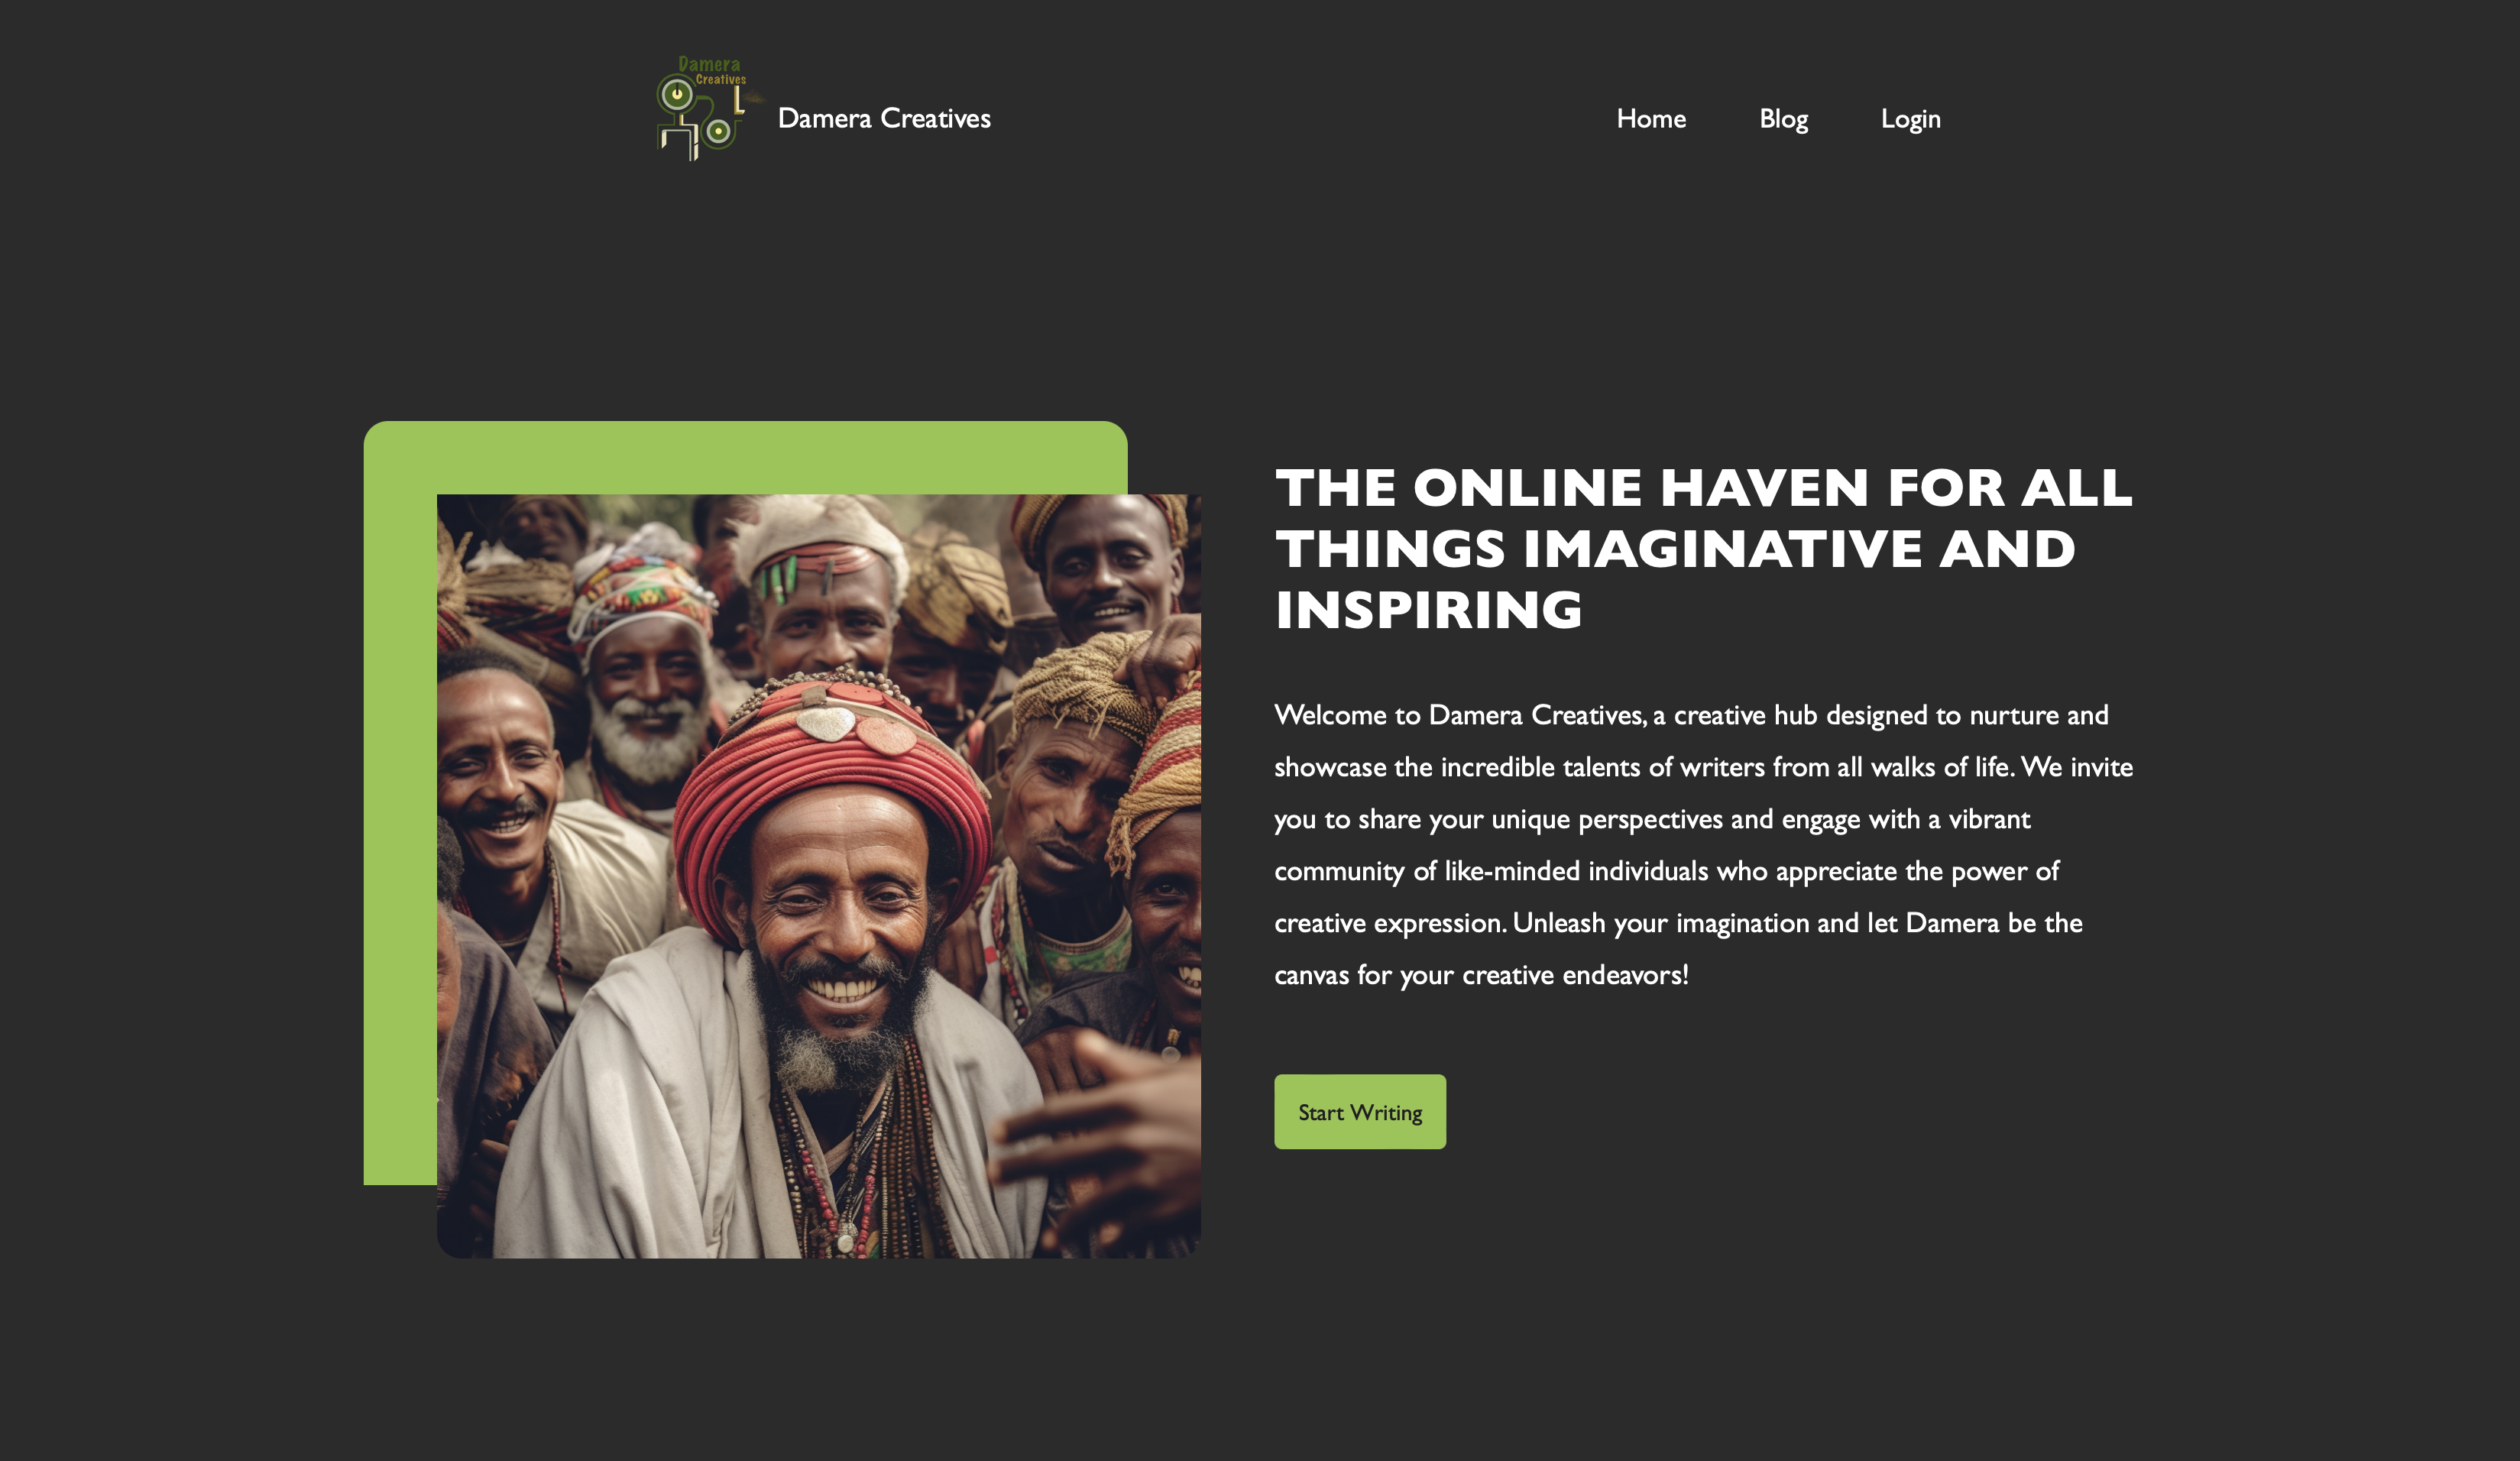 Damera
Creatives
Damera Creatives
Home
Blog
Login
THE ONLINE HAVEN FOR ALL
THINGS IMAGINATIVE AND
INSPIRING
Welcome to Damera Creatives, a creative hub designed to nurture and
showcase the incredible talents of writers from all walks of life. We invite
you to share your unique perspectives and engage with a vibrant
community of like-minded individuals who appreciate the power of
creative expression. Unleash your imagination and let Damera be the
canvas for your creative endeavors!
Start Writing